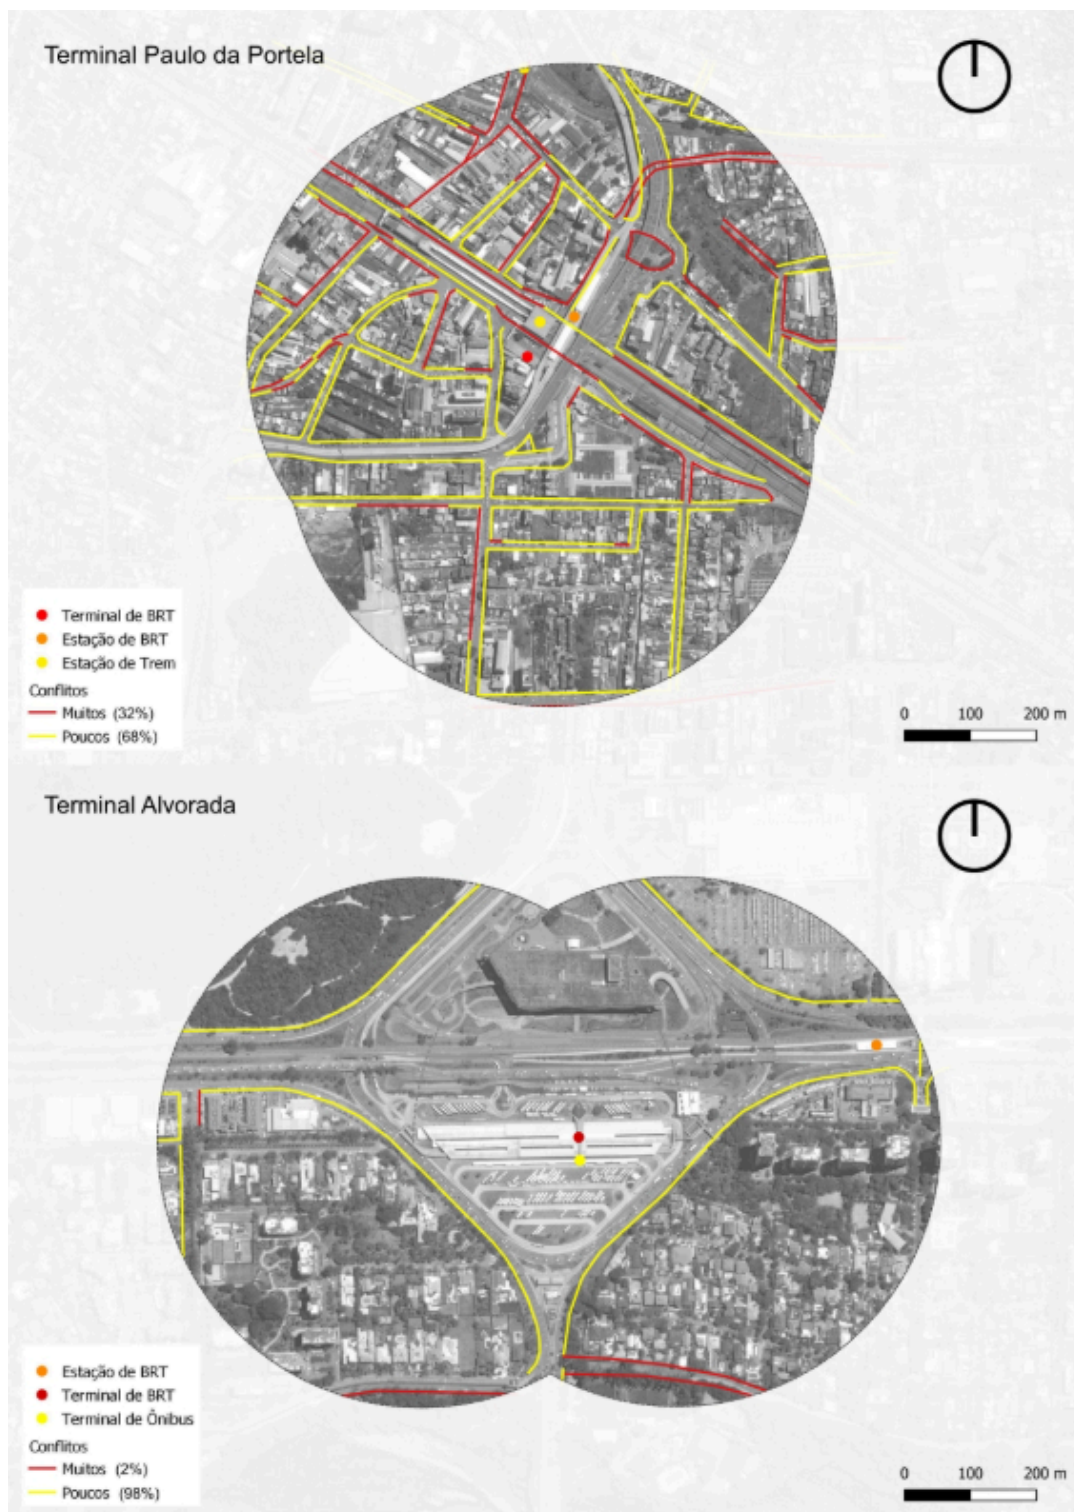 Terminal Paulo da Portela
Terminal de BRT
Estação de BRT
Estação de Trem
Conflitos
Muitos (32%)
Poucos (68%)
0 100 200 m
Terminal Alvorada
Estação de BRT
Terminal de BRT
Terminal de Ônibus
Conflitos
Muitos (2%)
Poucos (98%)
0 100 200 m